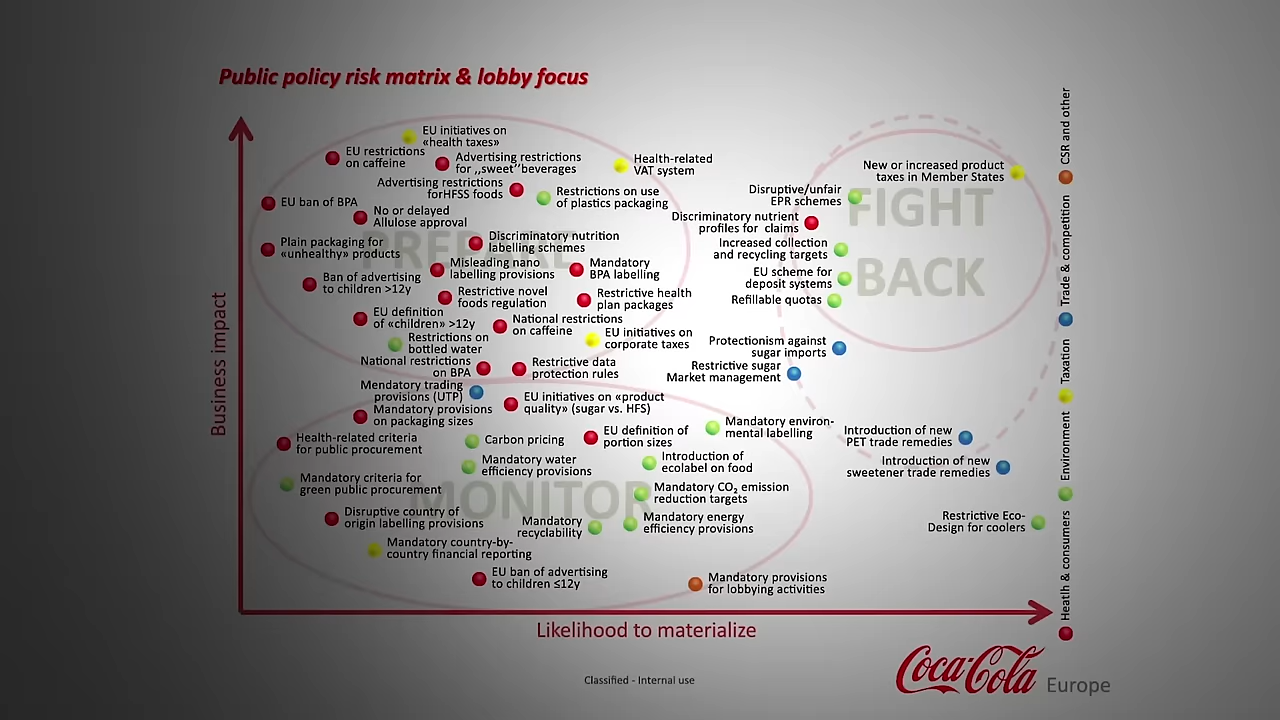 Public policy risk matrix & lobby focus
EU initiatives on
«health taxes»
EU restrictions
on caffeine
Advertising restrictions
for „sweet”beverages
Health-related
VAT system
New or increased product
taxes in Member States
Advertising restrictions
forHFSS foods
Restrictions on use
of plastics packaging
Disruptive/unfair
EPR schemes
FIGHT
BACK
EU ban of BPA
No or delayed
Allulose approval
Discriminatory nutrient
profiles for claims
PREPARE
Plain packaging for
«unhealthy» products
Discriminatory nutrition
labelling schemes
Increased collection
and recycling targets
Misleading nano
labelling provisions
Mandatory
BPA labelling
EU scheme for
deposit systems
Ban of advertising
to children >12y
Restrictive novel
foods regulation
Restrictive health
plan packages
Refillable quotas
EU definition
of «children» >12y
National restrictions
on caffeine
EU initiatives on
corporate taxes
Restrictions on
bottled water
Protectionism against
sugar imports
National restrictions
on BPA
Restrictive data
protection rules
Restrictive sugar
Market management
Mendatory trading
provisions (UTP)
EU initiatives on «product
quality» (sugar vs. HFS)
Mandatory provisions
on packaging sizes
Health-related criteria
for public procurement
Carbon pricing
EU definition of
portion sizes
Mandatory environ-
mental labelling
Introduction of new
PET trade remedies
Mandatory water
efficiency provisions
Introduction of
ecolabel on food
Introduction of new
sweetener trade remedies
Mandatory criteria for
green public procurement
MONITOR
Mandatory CO₂ emission
reduction targets
Disruptive country of
origin labelling provisions
Mandatory
recyclability
Mandatory energy
efficiency provisions
Restrictive Eco-
Design for coolers
Mandatory country-by-
country financial reporting
EU ban of advertising
to children ≤12y
Mandatory provisions
for lobbying activities
Business impact
Likelihood to materialize
CSR and other
Trade & competition
Taxation
Environment
Heatlh & consumers
Classified - Internal use
Coca-Cola Europe